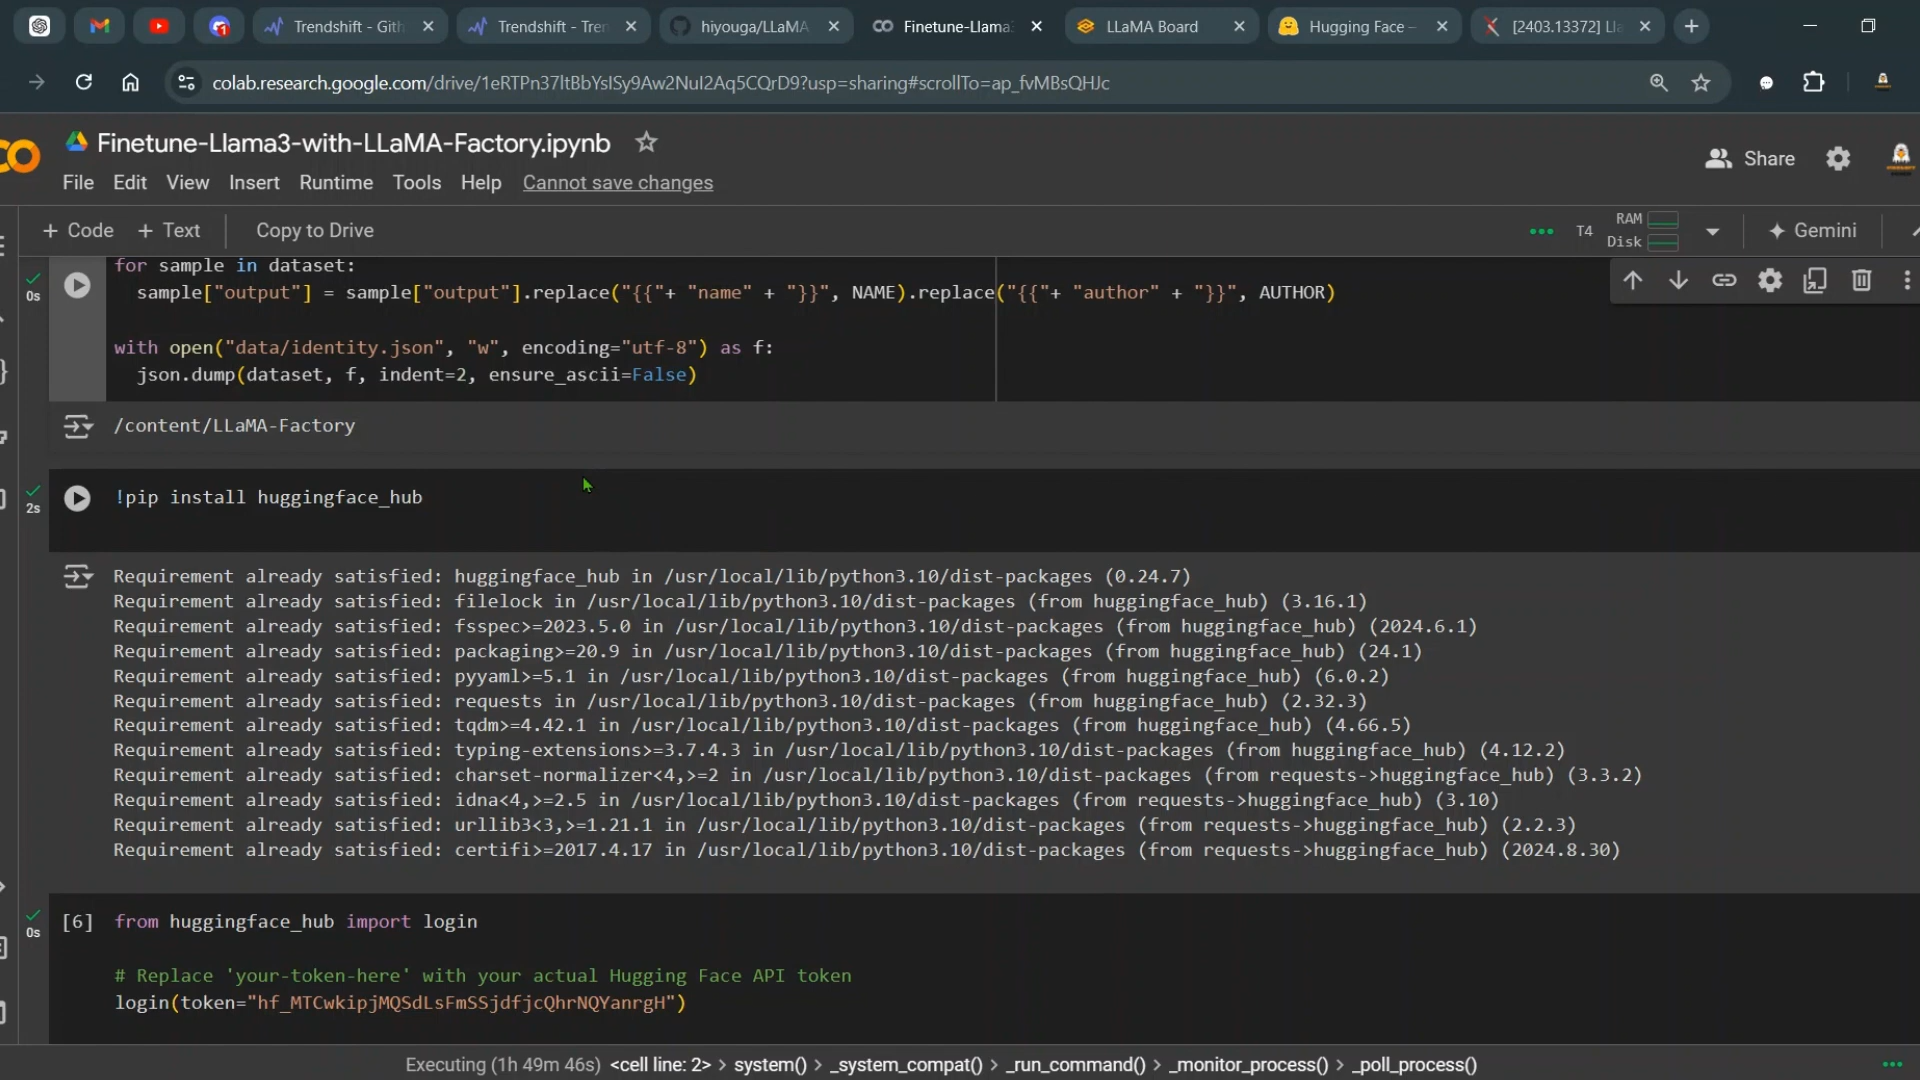 Trendshift - Gith
Trendshift - Tren
hiyouga/LLaMA
Finetune-Llama3
LLaMA Board
Hugging Face –
[2403.13372] Lla
colab.research.google.com/drive/1eRTPn37ltBbYsISy9Aw2NuI2Aq5CQrD9?usp=sharing#scrollTo=ap_fvMBsQHJc
Finetune-Llama3-with-LLaMA-Factory.ipynb
Share
File Edit View Insert Runtime Tools Help Cannot save changes
+ Code + Text Copy to Drive
T4 RAM Disk Gemini
for sample in dataset:
0s
sample["output"] = sample["output"].replace("{{"+ "name" + "}}", NAME).replace("{{"+ "author" + "}}", AUTHOR)
with open("data/identity.json", "w", encoding="utf-8") as f:
json.dump(dataset, f, indent=2, ensure_ascii=False)
/content/LLaMA-Factory
2s
!pip install huggingface_hub
Requirement already satisfied: huggingface_hub in /usr/local/lib/python3.10/dist-packages (0.24.7)
Requirement already satisfied: filelock in /usr/local/lib/python3.10/dist-packages (from huggingface_hub) (3.16.1)
Requirement already satisfied: fsspec>=2023.5.0 in /usr/local/lib/python3.10/dist-packages (from huggingface_hub) (2024.6.1)
Requirement already satisfied: packaging>=20.9 in /usr/local/lib/python3.10/dist-packages (from huggingface_hub) (24.1)
Requirement already satisfied: pyyaml>=5.1 in /usr/local/lib/python3.10/dist-packages (from huggingface_hub) (6.0.2)
Requirement already satisfied: requests in /usr/local/lib/python3.10/dist-packages (from huggingface_hub) (2.32.3)
Requirement already satisfied: tqdm>=4.42.1 in /usr/local/lib/python3.10/dist-packages (from huggingface_hub) (4.66.5)
Requirement already satisfied: typing-extensions>=3.7.4.3 in /usr/local/lib/python3.10/dist-packages (from huggingface_hub) (4.12.2)
Requirement already satisfied: charset-normalizer<4,>=2 in /usr/local/lib/python3.10/dist-packages (from requests->huggingface_hub) (3.3.2)
Requirement already satisfied: idna<4,>=2.5 in /usr/local/lib/python3.10/dist-packages (from requests->huggingface_hub) (3.10)
Requirement already satisfied: urllib3<3,>=1.21.1 in /usr/local/lib/python3.10/dist-packages (from requests->huggingface_hub) (2.2.3)
Requirement already satisfied: certifi>=2017.4.17 in /usr/local/lib/python3.10/dist-packages (from requests->huggingface_hub) (2024.8.30)
0s
[6] from huggingface_hub import login
# Replace 'your-token-here' with your actual Hugging Face API token
login(token="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")
Executing (1h 49m 46s) <cell line: 2> > system() > _system_compat() > _run_command() > _monitor_process() > _poll_process()